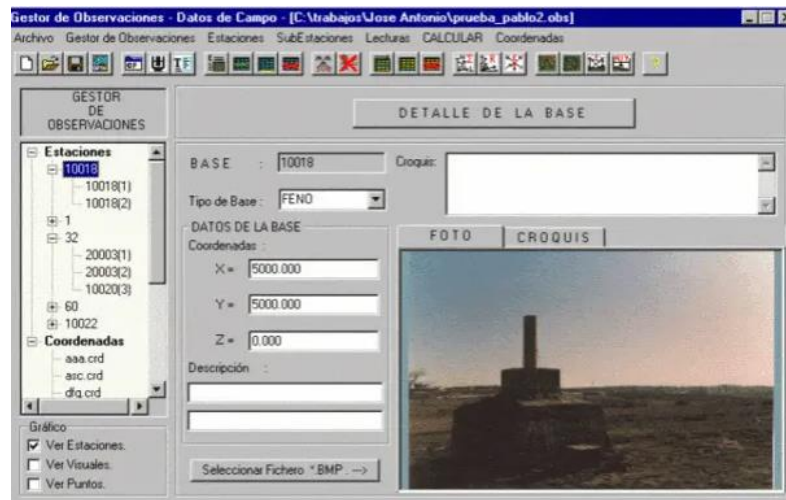 Gestor de Observaciones - Datos de Campo - [C:\trabajos\Jose Antonio\prueba_pablo2.obs]
Archivo Gestor de Observaciones Estaciones SubEstaciones Lecturas CALCULAR Coordenadas
GESTOR
DE
OBSERVACIONES
DETALLE DE LA BASE
Estaciones
10018
10018(1)
10018(2)
1
32
20003(1)
20003(2)
10020(3)
60
10022
Coordenadas
aaa.crd
asc.crd
dfg.crd
Gráfico
Ver Estaciones.
Ver Visuales.
Ver Puntos.
BASE : 10018
Tipo de Base : FENO
DATOS DE LA BASE
Coordenadas :
X = 5000.000
Y = 5000.000
Z = 0.000
Descripción :
Seleccionar Fichero *.BMP . -->
Croquis:
FOTO CROQUIS